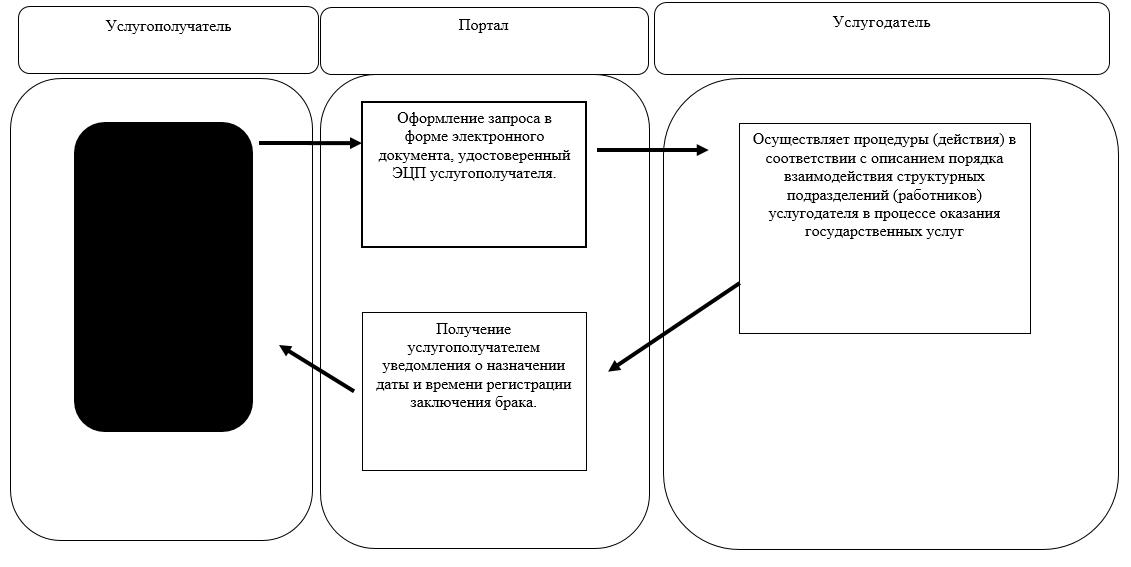 Услугополучатель
Портал
Услугодатель
Оформление запроса в
форме электронного
документа, удостоверенный
ЭЦП услугополучателя.
Осуществляет процедуры (действия) в
соответствии с описанием порядка
взаимодействия структурных
подразделений (работников)
услугодателя в процессе оказания
государственных услуг
Получение
услугополучателем
уведомления о назначении
даты и времени регистрации
заключения брака.